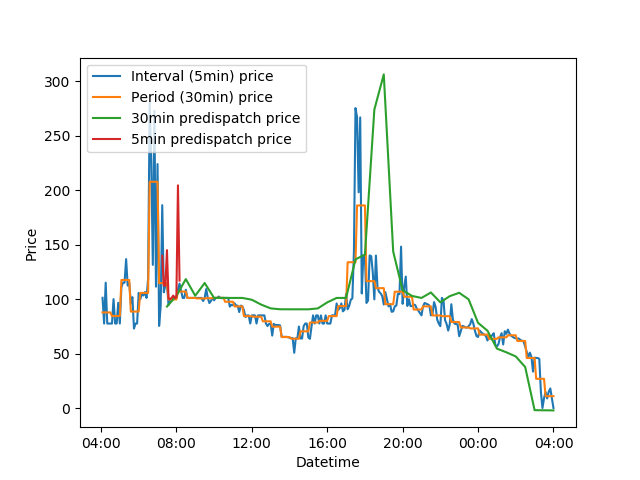 Interval (5min) price
Period (30min) price
30min predispatch price
5min predispatch price
300
250
200
150
100
50
0
Price
04:00 08:00 12:00 16:00 20:00 00:00 04:00
Datetime